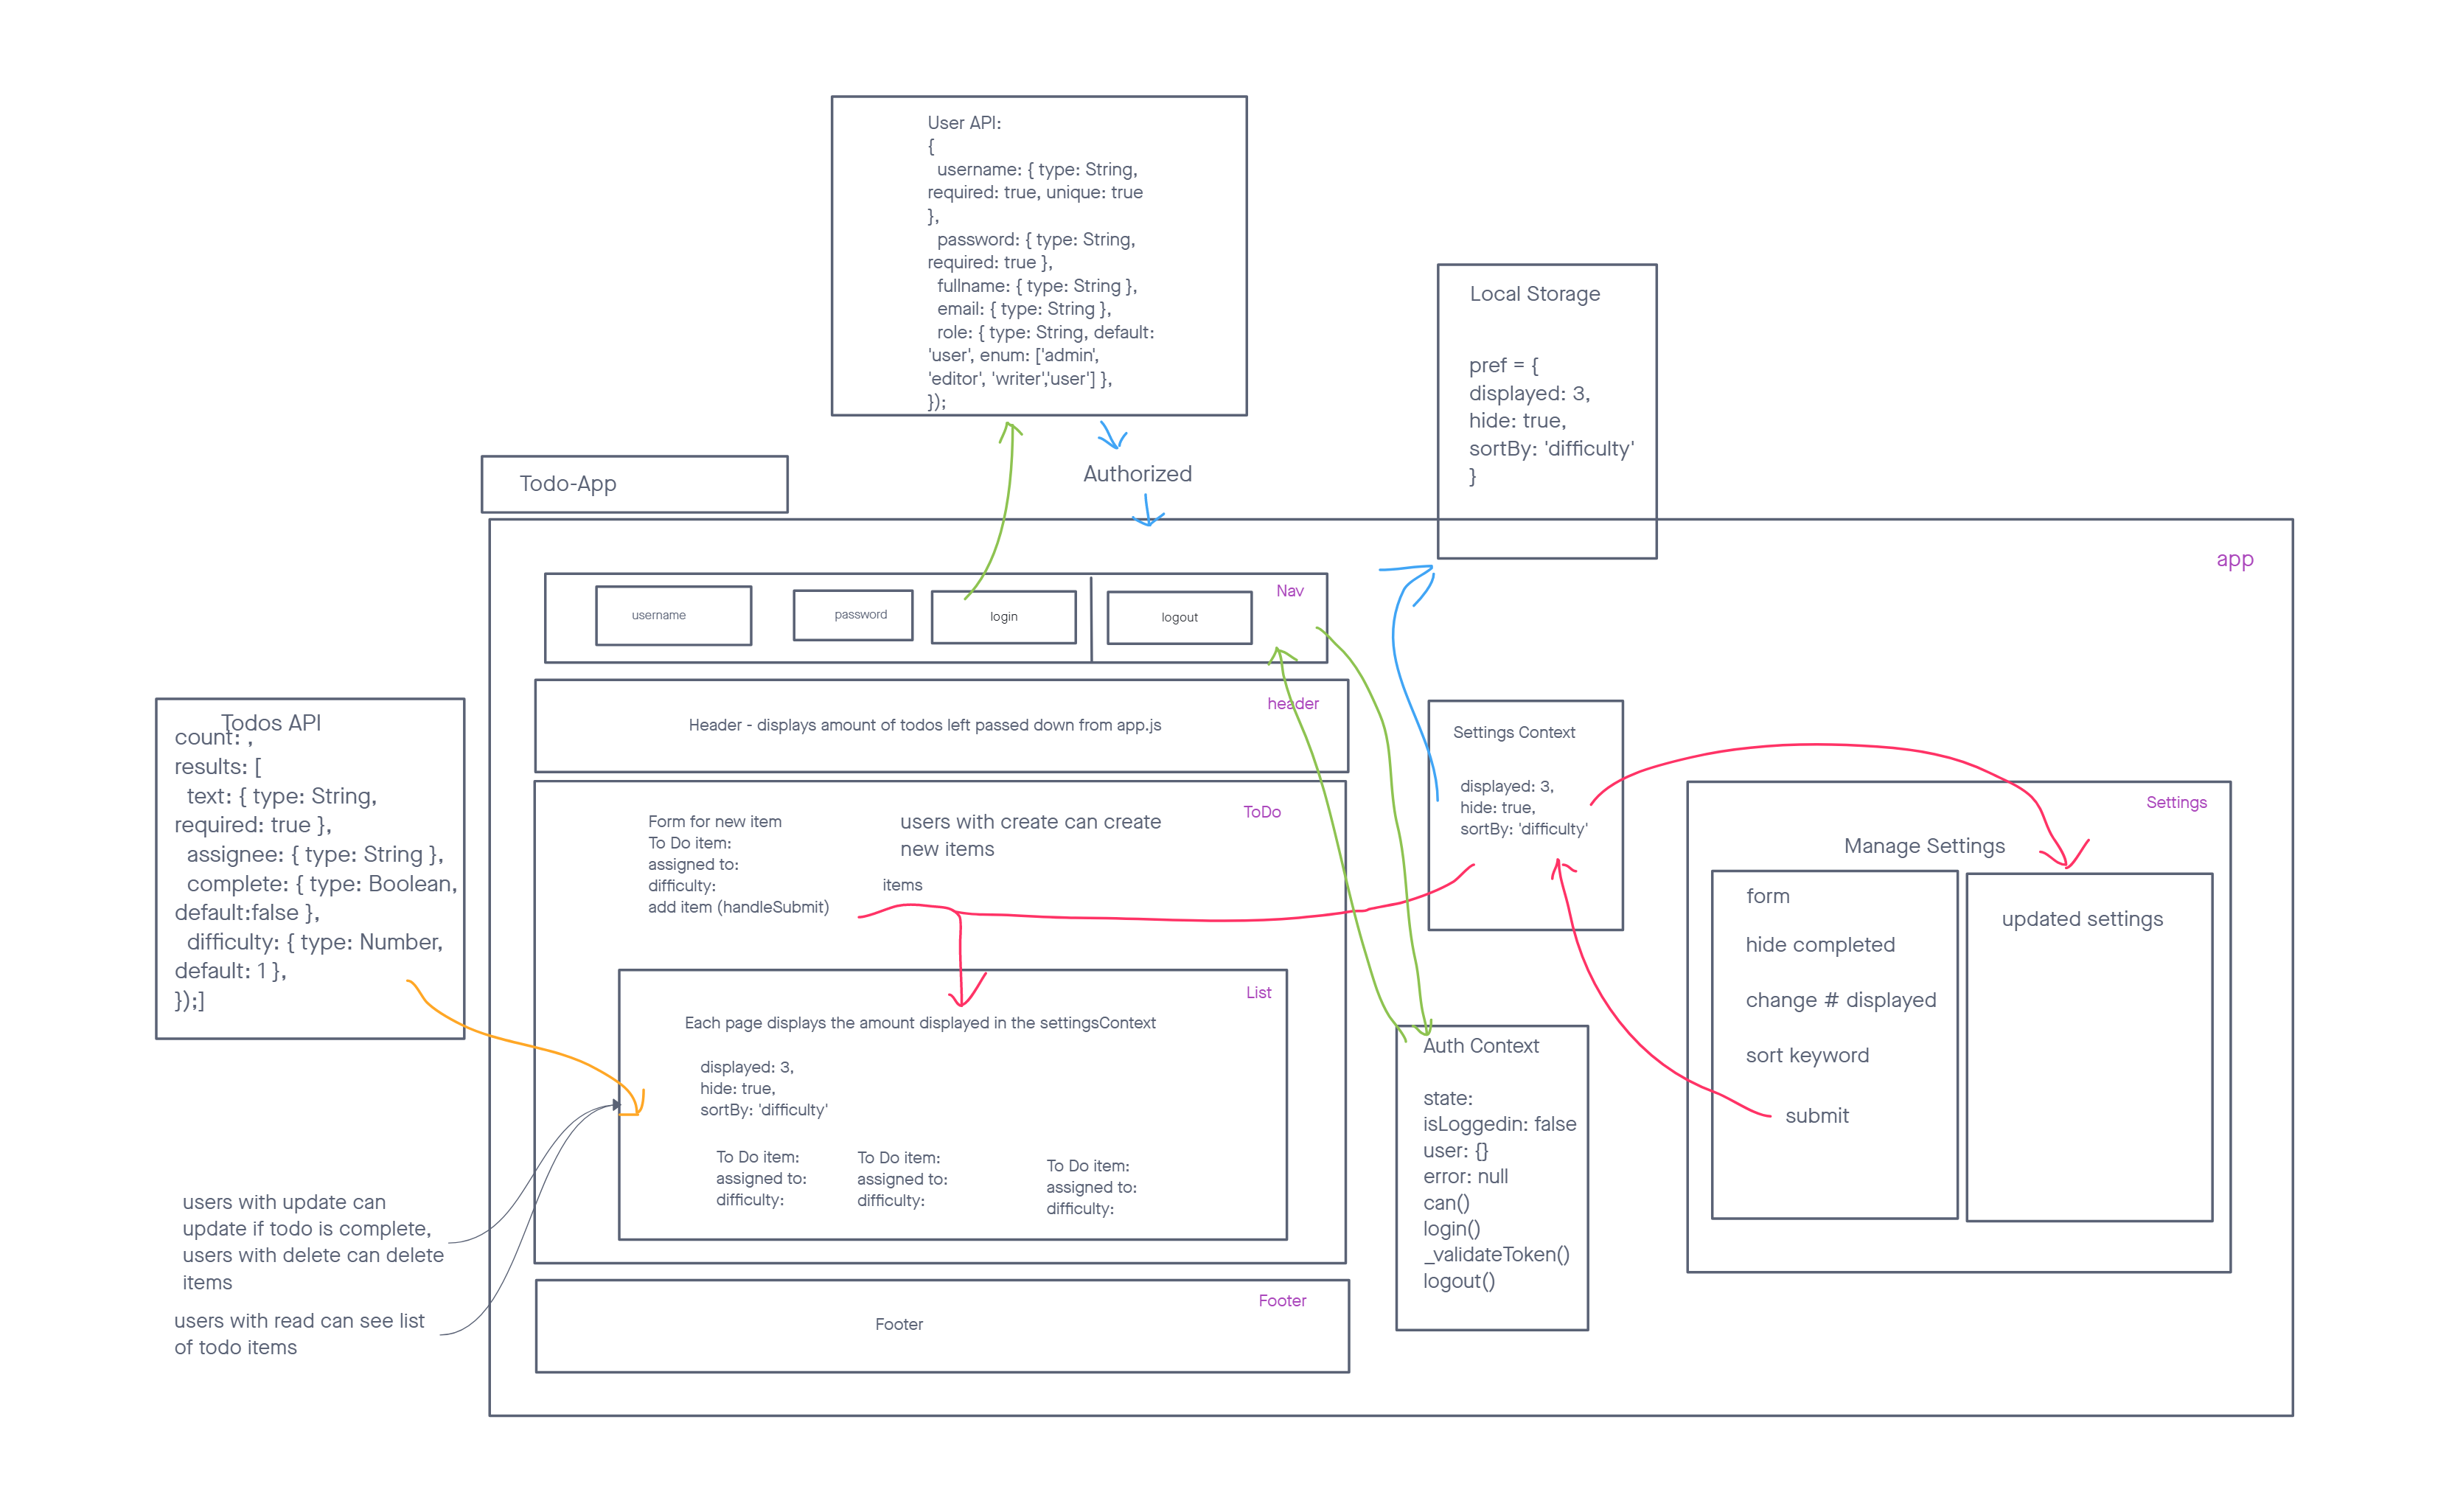 User API:
{
username: { type: String,
required: true, unique: true
},
password: { type: String,
required: true },
fullname: { type: String },
email: { type: String },
role: { type: String, default:
'user', enum: ['admin',
'editor', 'writer','user'] },
});
Local Storage
pref = {
displayed: 3,
hide: true,
sortBy: 'difficulty'
}
Authorized
Todo-App
app
Nav
username
password
login
logout
header
Header - displays amount of todos left passed down from app.js
Todos API
count: ,
results: [
text: { type: String,
required: true },
assignee: { type: String },
complete: { type: Boolean,
default:false },
difficulty: { type: Number,
default: 1 },
});]
ToDo
Form for new item
To Do item:
assigned to:
difficulty:
add item (handleSubmit)
users with create can create
new items
items
List
Each page displays the amount displayed in the settingsContext
displayed: 3,
hide: true,
sortBy: 'difficulty'
To Do item:
assigned to:
difficulty:
To Do item:
assigned to:
difficulty:
To Do item:
assigned to:
difficulty:
Settings Context
displayed: 3,
hide: true,
sortBy: 'difficulty'
Settings
Manage Settings
form
hide completed
change # displayed
sort keyword
submit
updated settings
Auth Context
state:
isLoggedin: false
user: {}
error: null
can()
login()
_validateToken()
logout()
users with update can
update if todo is complete,
users with delete can delete
items
users with read can see list
of todo items
Footer
Footer